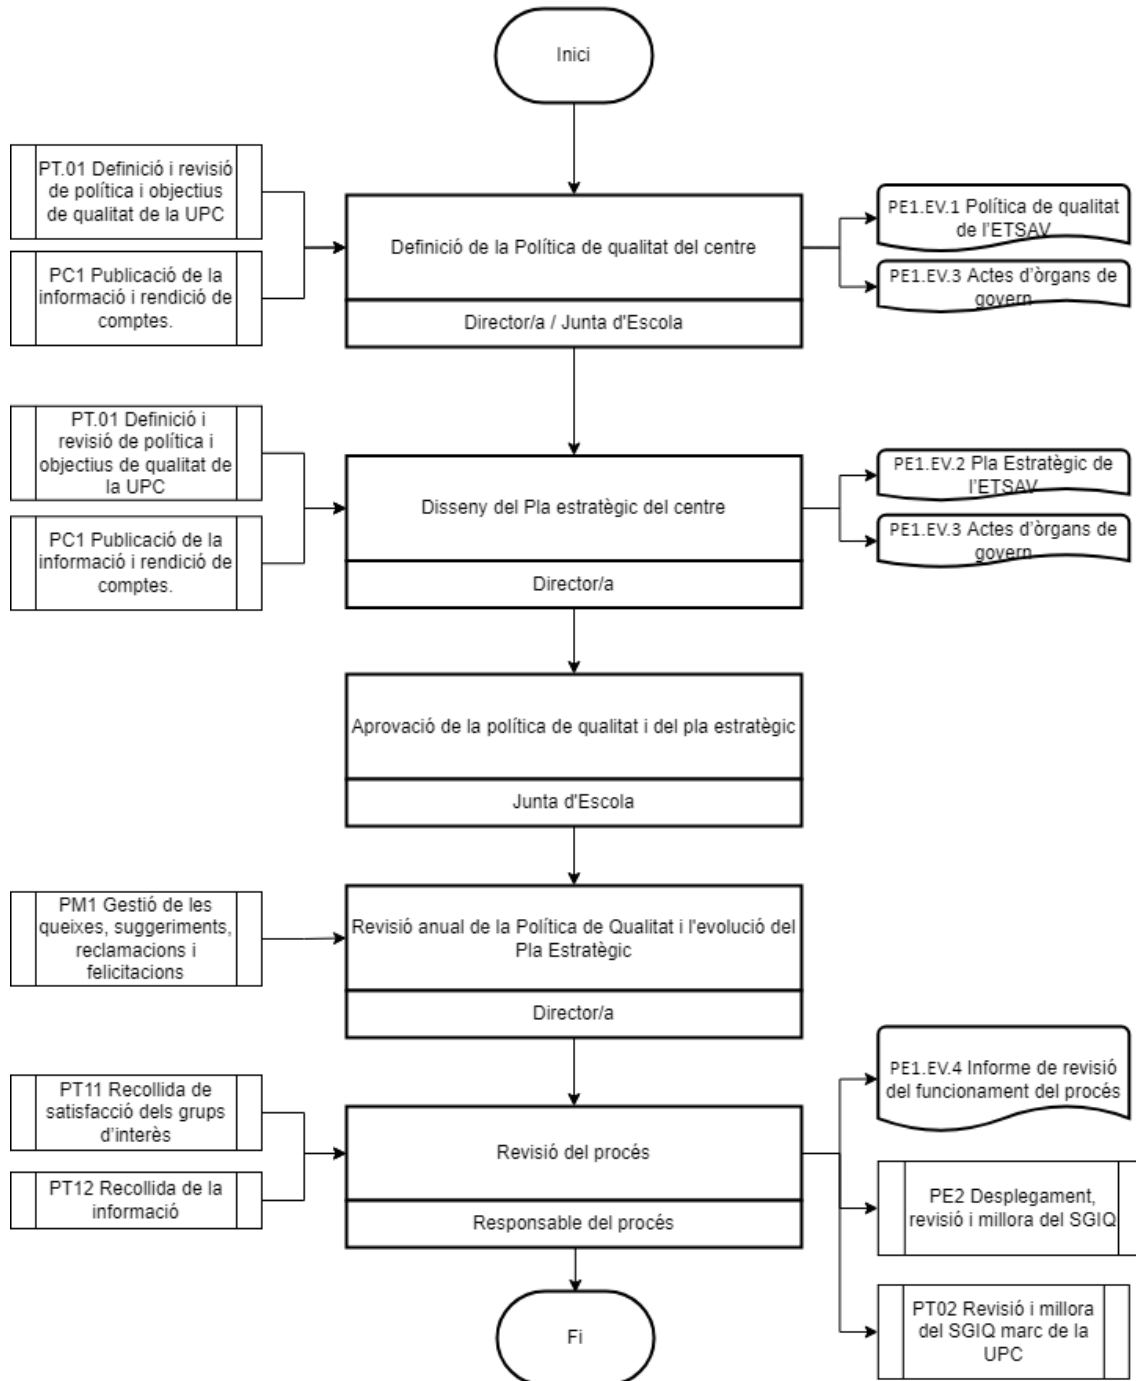 Inici
PT.01 Definició i revisió
de política i objectius
de qualitat de la UPC
PC1 Publicació de la
informació i rendició de
comptes.
Definició de la Política de qualitat del centre
Director/a / Junta d'Escola
PE1.EV.1 Política de qualitat
de l'ETSAV
PE1.EV.3 Actes d'òrgans de
govern
PT.01 Definició i
revisió de política i
objectius de qualitat de
la UPC
PC1 Publicació de la
informació i rendició de
comptes.
Disseny del Pla estratègic del centre
Director/a
PE1.EV.2 Pla Estratègic de
l'ETSAV
PE1.EV.3 Actes d'òrgans de
govern
Aprovació de la política de qualitat i del pla estratègic
Junta d'Escola
PM1 Gestió de les
queixes, suggeriments,
reclamacions i
felicitacions
Revisió anual de la Política de Qualitat i l'evolució del
Pla Estratègic
Director/a
PT11 Recollida de
satisfacció dels grups
d'interès
PT12 Recollida de la
informació
Revisió del procés
Responsable del procés
PE1.EV.4 Informe de revisió
del funcionament del procés
PE2 Desplegament,
revisió i millora del SGIQ
PT02 Revisió i millora
del SGIQ marc de la
UPC
Fi